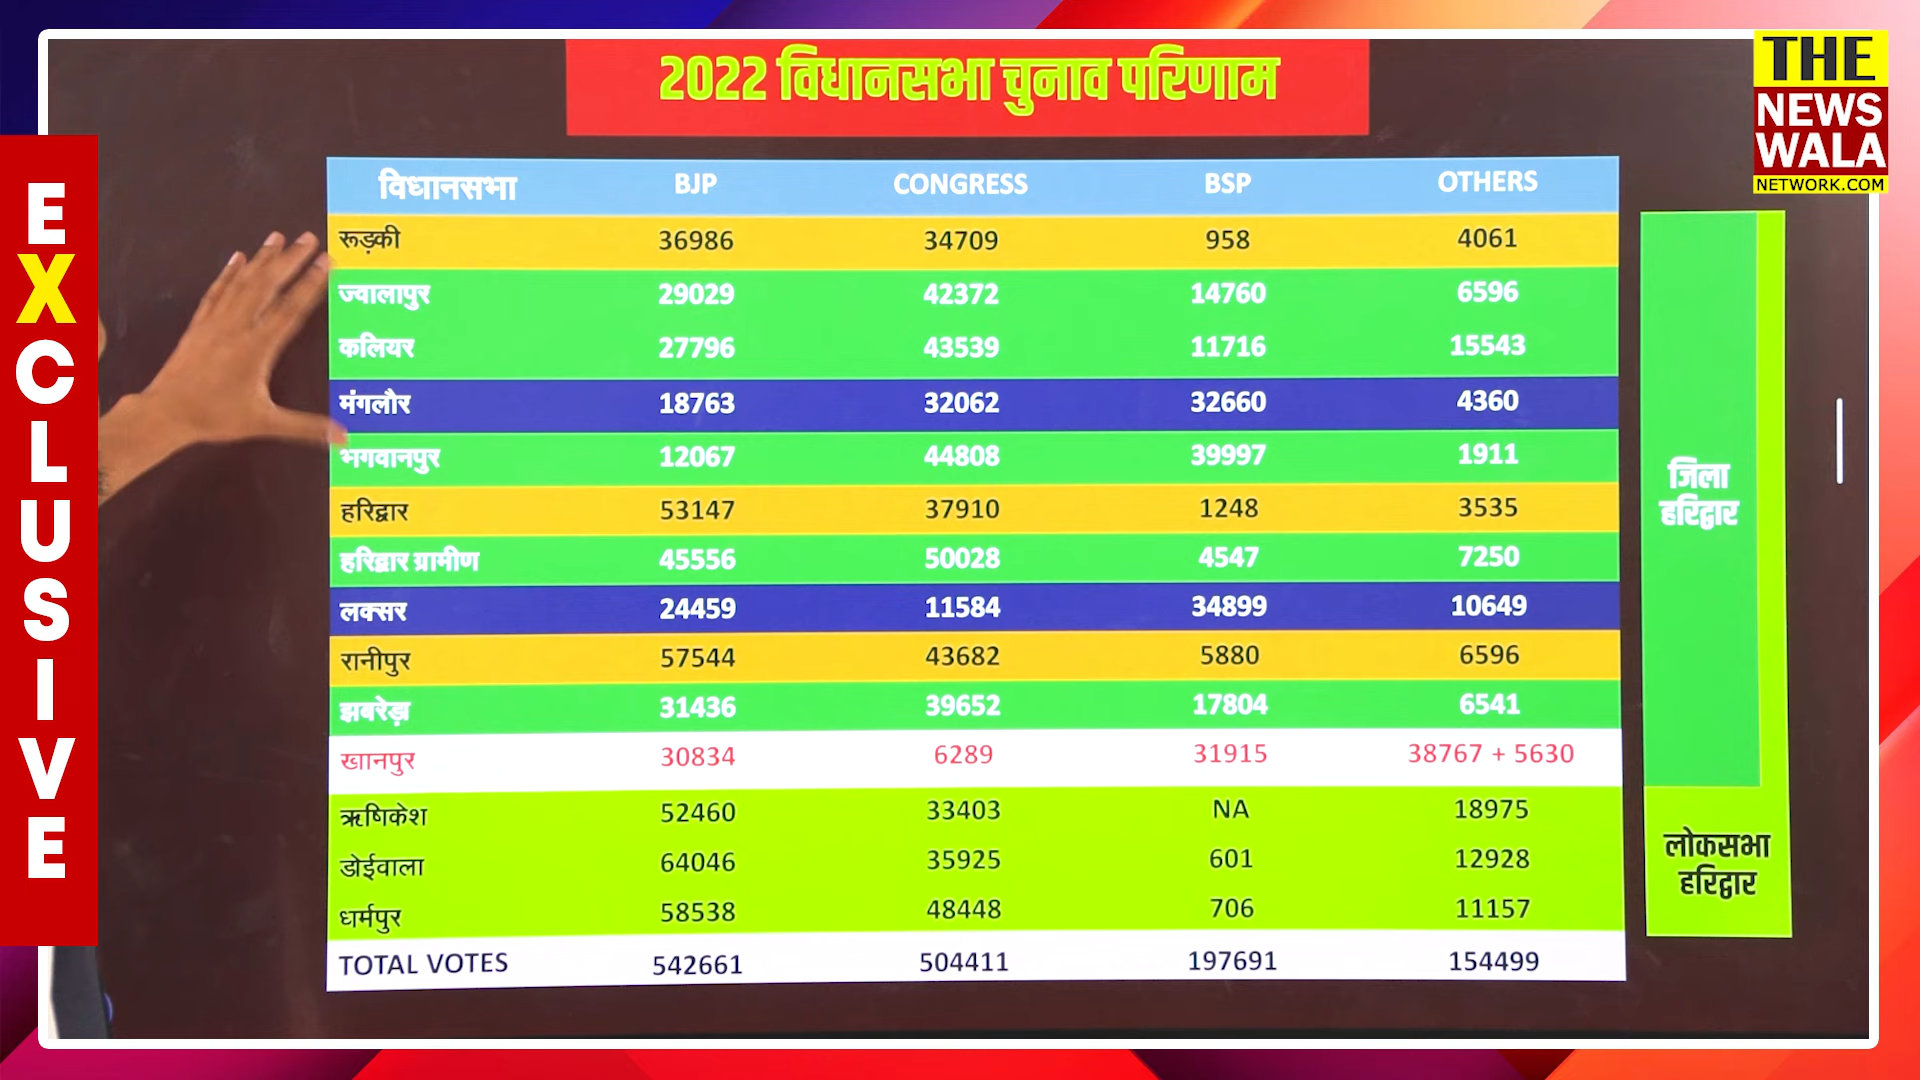 2022 विधानसभा चुनाव परिणाम
THE
NEWS
WALA
NETWORK.COM
EXCLUSIVE
विधानसभा BJP CONGRESS BSP OTHERS
रूड़की 36986 34709 958 4061
ज्वालापुर 29029 42372 14760 6596
कलियर 27796 43539 11716 15543
मंगलौर 18763 32062 32660 4360
भगवानपुर 12067 44808 39997 1911
हरिद्वार 53147 37910 1248 3535
हरिद्वार ग्रामीण 45556 50028 4547 7250
लक्सर 24459 11584 34899 10649
रानीपुर 57544 43682 5880 6596
झबरेड़ा 31436 39652 17804 6541
खानपुर 30834 6289 31915 38767 + 5630
ऋषिकेश 52460 33403 NA 18975
डोईवाला 64046 35925 601 12928
धर्मपुर 58538 48448 706 11157
TOTAL VOTES 542661 504411 197691 154499
जिला
हरिद्वार
लोकसभा
हरिद्वार